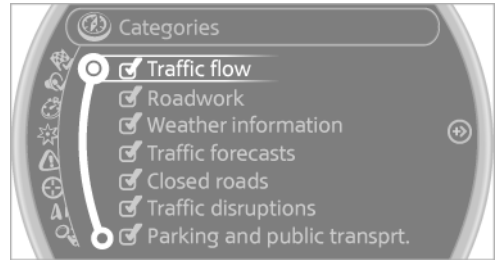 Categories
Traffic flow
Roadwork
Weather information
Traffic forecasts
Closed roads
Traffic disruptions
Parking and public transprt.